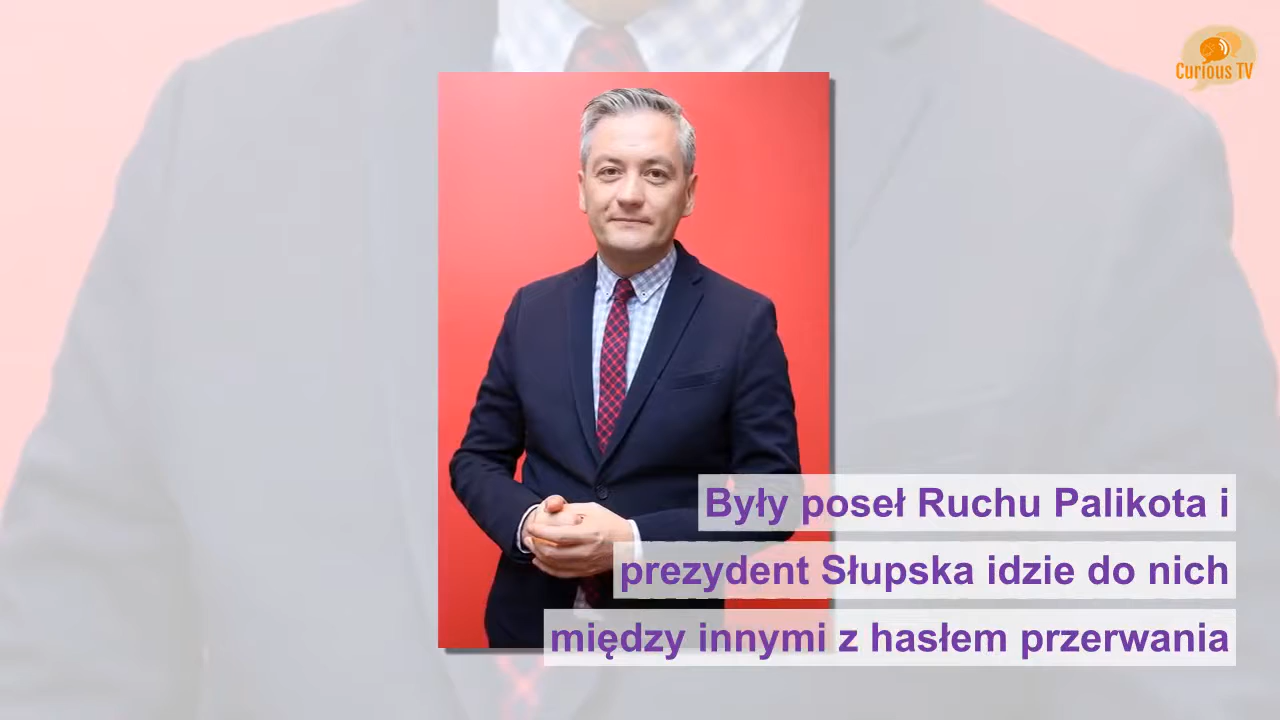 Curious TV
Były poseł Ruchu Palikota i
prezydent Słupska idzie do nich
między innymi z hasłem przerwania